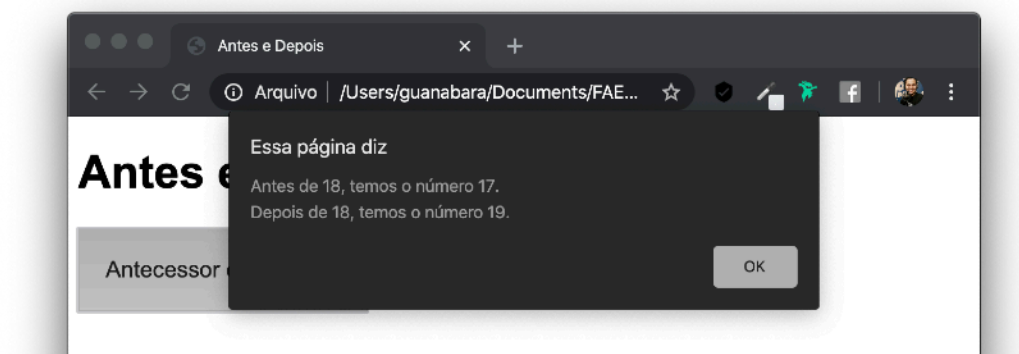 Antes e Depois
Arquivo | /Users/guanabara/Documents/FAE...
Essa página diz
Antes e
Antes de 18, temos o número 17.
Depois de 18, temos o número 19.
Antecessor
OK